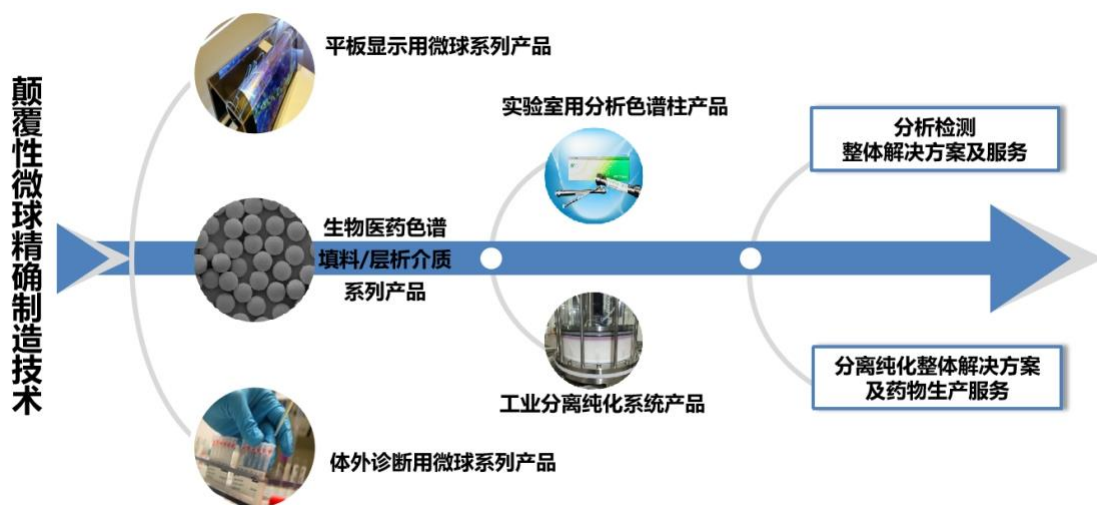 颠覆性微球精确制造技术
平板显示用微球系列产品
生物医药色谱
填料/层析介质
系列产品
体外诊断用微球系列产品
实验室用分析色谱柱产品
工业分离纯化系统产品
分析检测
整体解决方案及服务
分离纯化整体解决方案
及药物生产服务